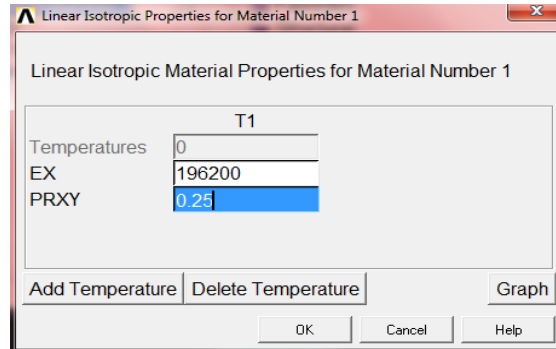 Linear Isotropic Properties for Material Number 1
Linear Isotropic Material Properties for Material Number 1
T1
Temperatures 0
EX 196200
PRXY 0.25
Add Temperature Delete Temperature Graph
OK Cancel Help